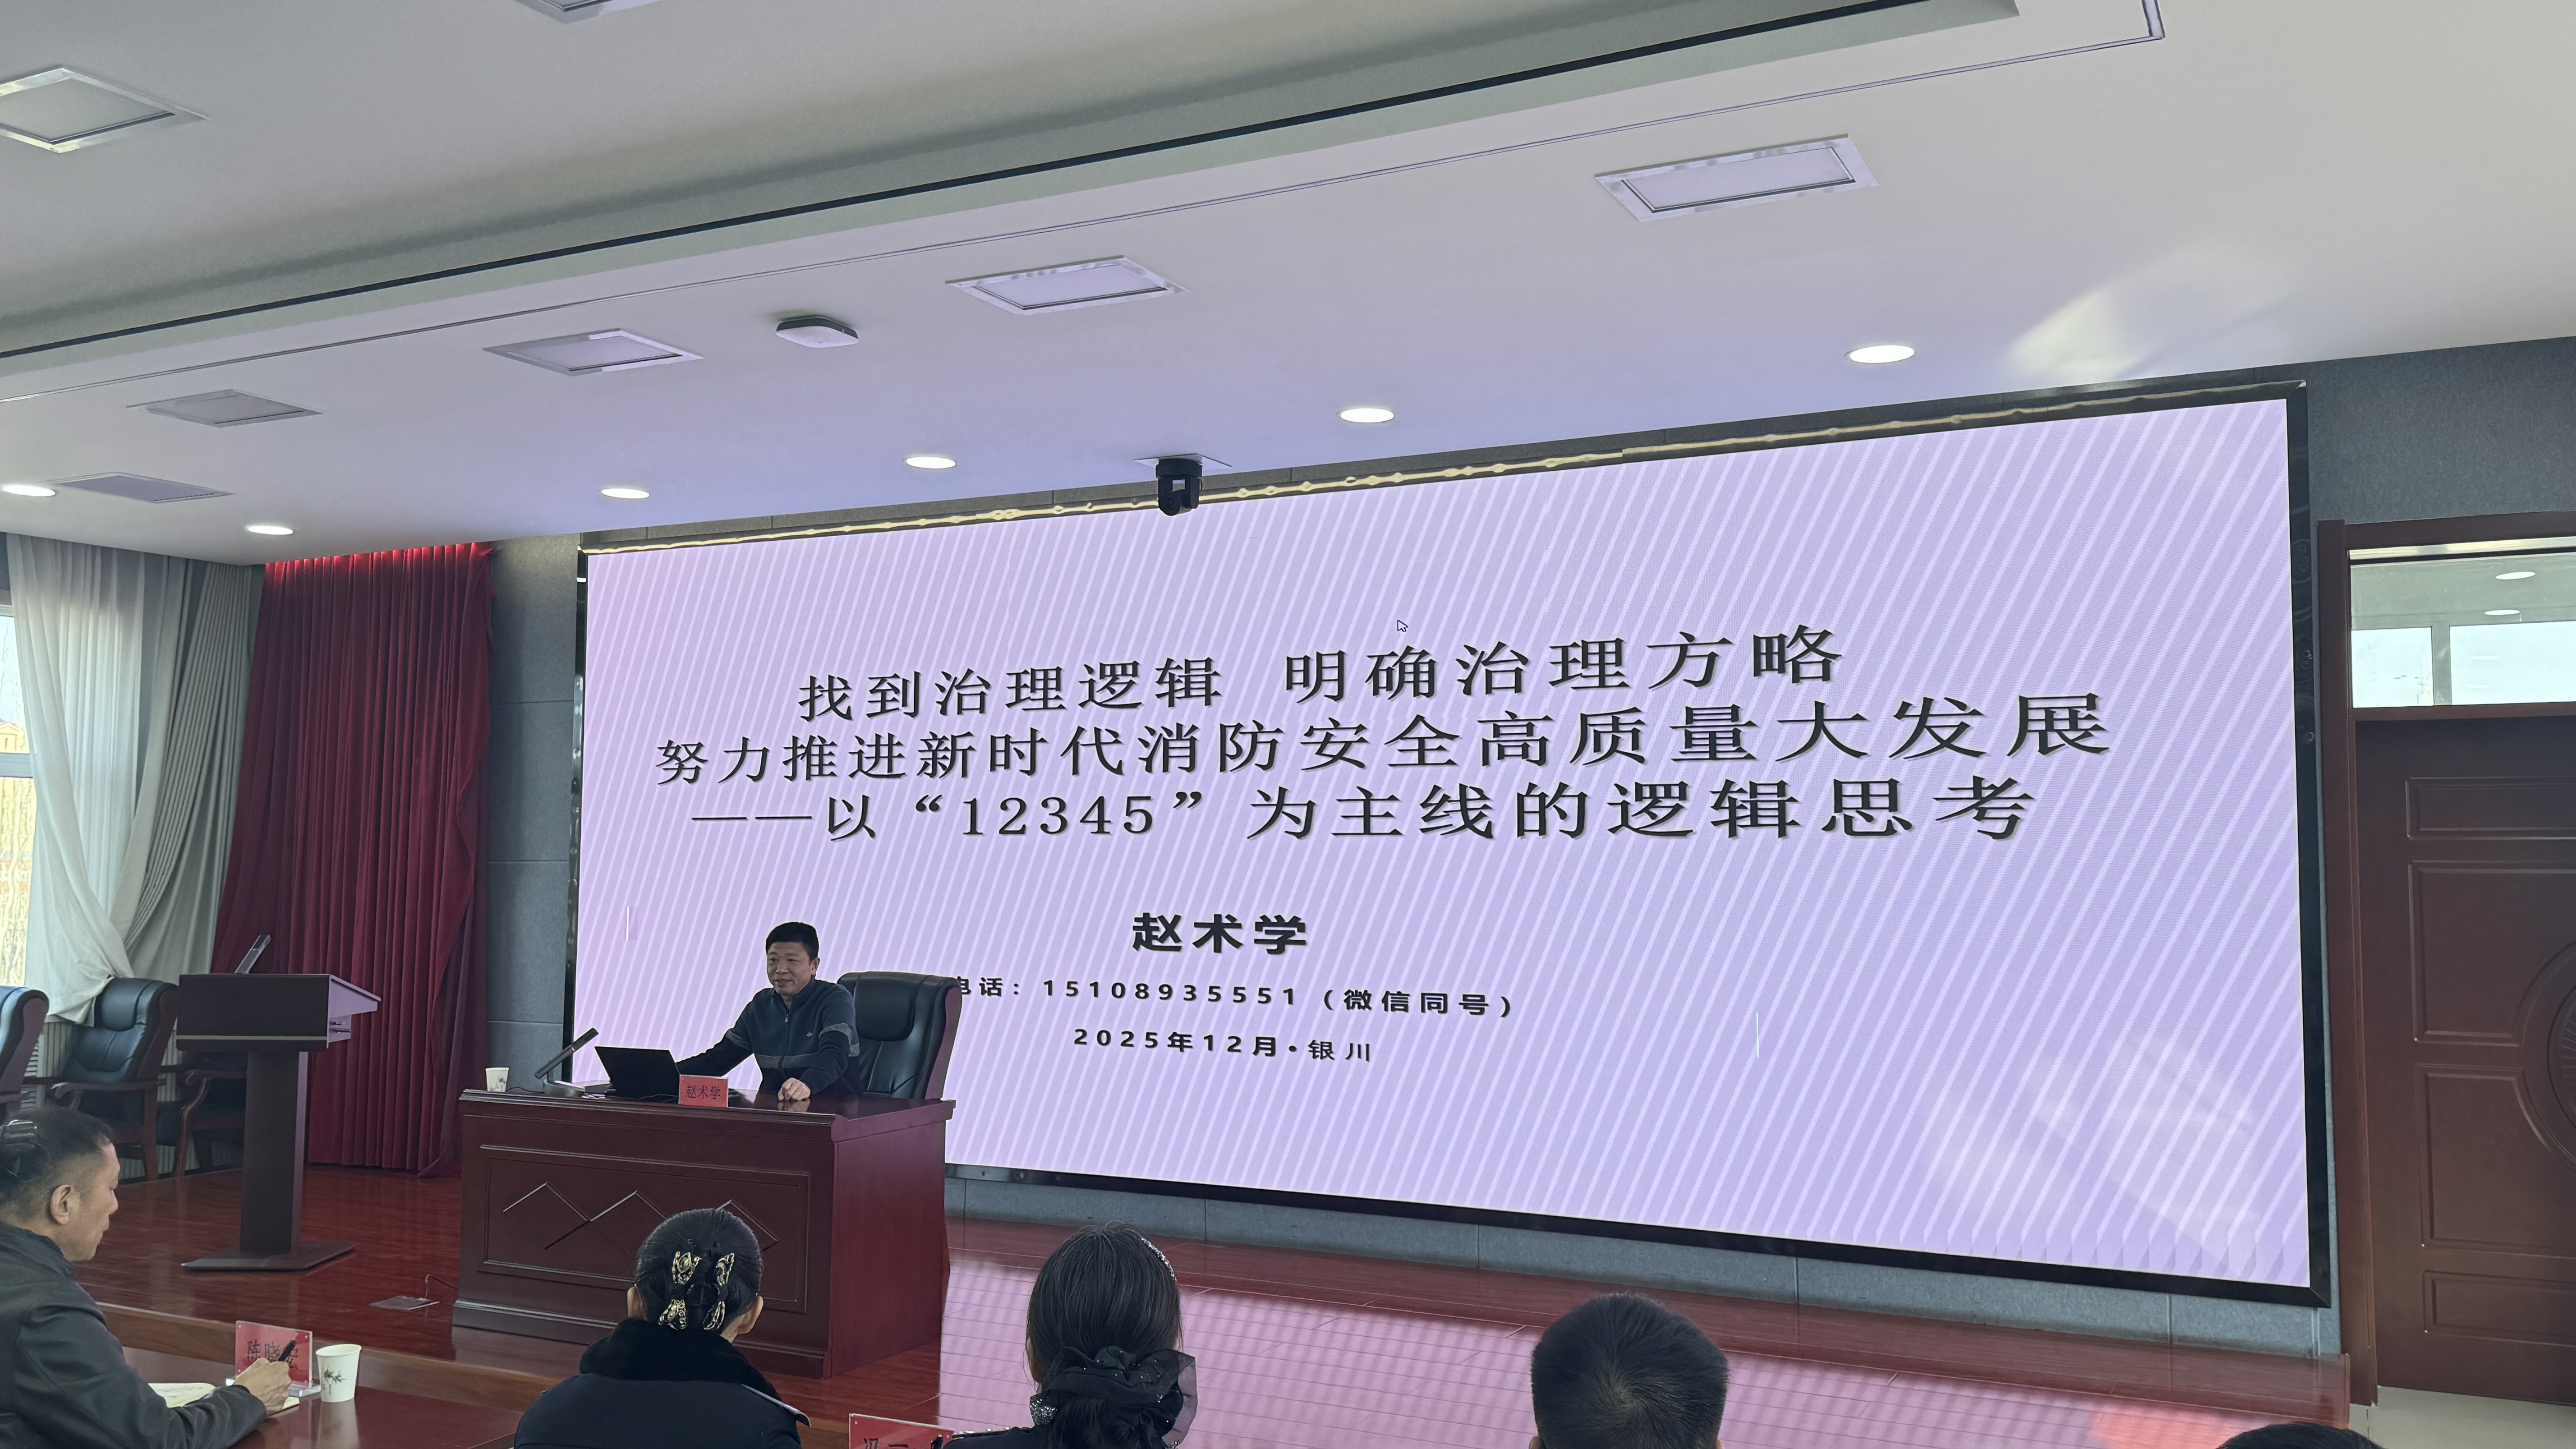 找到治理逻辑 明确治理方略
努力推进新时代消防安全高质量大发展
——以“12345”为主线的逻辑思考
赵术学
电话：15108935551（微信同号）
2025年12月·银川
赵术学
陈晓